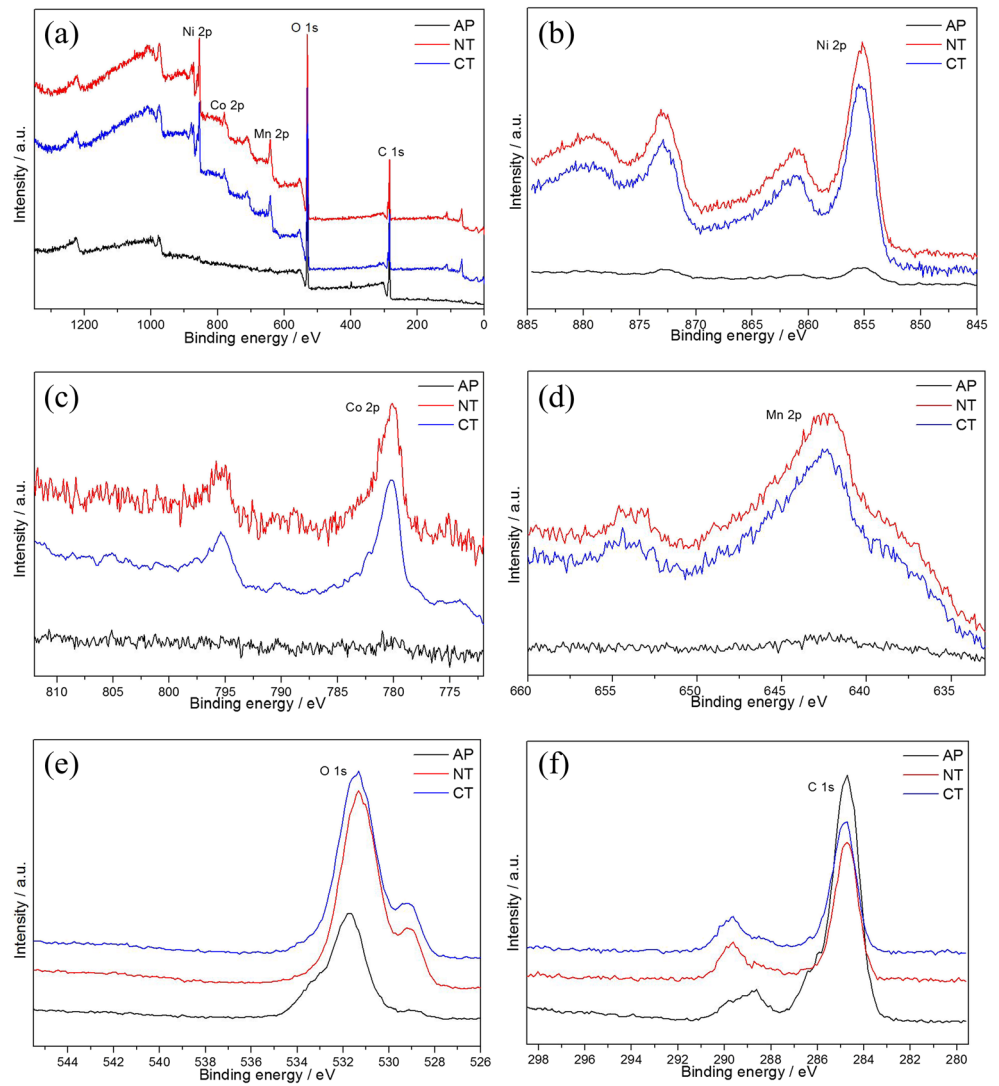 (a)
Ni 2p
O 1s
AP
NT
CT
Co 2p
Mn 2p
C 1s
Intensity / a.u.
1200 1000 800 600 400 200 0
Binding energy / eV
(b)
Ni 2p
AP
NT
CT
Intensity / a.u.
885 880 875 870 865 860 855 850 845
Binding energy / eV
(c)
Co 2p
AP
NT
CT
Intensity / a.u.
810 805 800 795 790 785 780 775
Binding energy / eV
(d)
Mn 2p
AP
NT
CT
Intensity / a.u.
660 655 650 645 640 635
Binding energy / eV
(e)
O 1s
AP
NT
CT
Intensity / a.u.
544 542 540 538 536 534 532 530 528 526
Binding energy / eV
(f)
C 1s
AP
NT
CT
Intensity / a.u.
298 296 294 292 290 288 286 284 282 280
Binding energy / eV